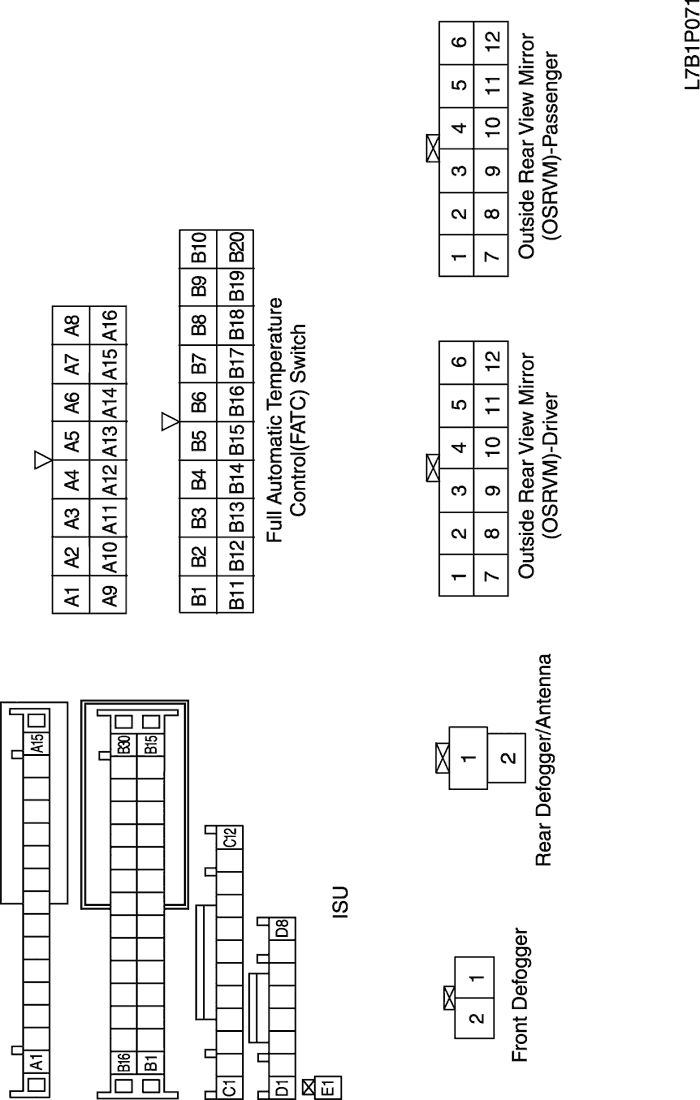 A1 A15
B16 B30
B1 B15
C1 C12
D1 D8
E1
ISU
A1 A2 A3 A4 A5 A6 A7 A8
A9 A10 A11 A12 A13 A14 A15 A16
B1 B2 B3 B4 B5 B6 B7 B8 B9 B10
B11 B12 B13 B14 B15 B16 B17 B18 B19 B20
Full Automatic Temperature
Control(FATC) Switch
2 1
Front Defogger
1
2
Rear Defogger/Antenna
1 2 3 4 5 6
7 8 9 10 11 12
Outside Rear View Mirror
(OSRVM)-Driver
1 2 3 4 5 6
7 8 9 10 11 12
Outside Rear View Mirror
(OSRVM)-Passenger
L7B1P071